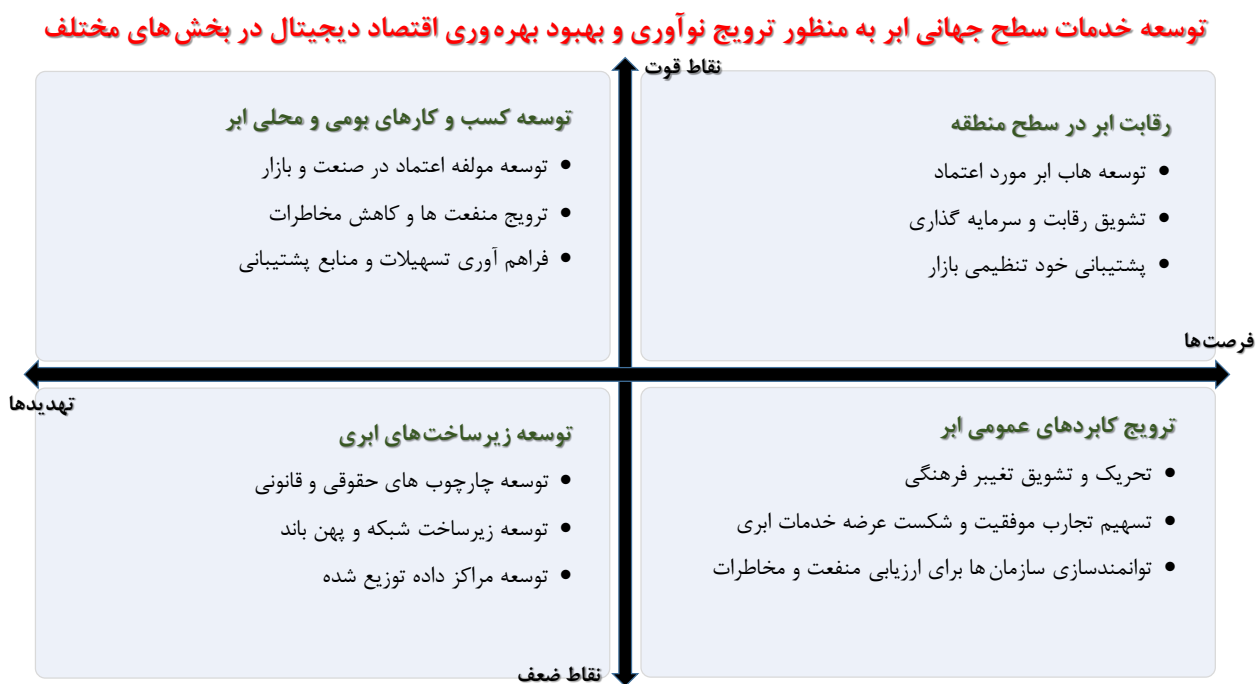 توسعه خدمات سطح جهانی ابر به منظور ترویج نوآوری و بهبود بهره‌وری اقتصاد دیجیتال در بخش‌های مختلف
نقاط قوت
رقابت ابر در سطح منطقه
• توسعه هاب ابر مورد اعتماد
• تشویق رقابت و سرمایه گذاری
• پشتیبانی خود تنظیمی بازار
توسعه کسب و کارهای بومی و محلی ابر
• توسعه مولفه اعتماد در صنعت و بازار
• ترویج منفعت ها و کاهش مخاطرات
• فراهم آوری تسهیلات و منابع پشتیبانی
فرصت‌ها
تهدیدها
ترویج کابردهای عمومی ابر
• تحریک و تشویق تغییر فرهنگی
• تسهیم تجارب موفقیت و شکست عرضه خدمات ابری
• توانمندسازی سازمان‌ها برای ارزیابی منفعت و مخاطرات
توسعه زیرساخت‌های ابری
• توسعه چارچوب های حقوقی و قانونی
• توسعه زیرساخت شبکه و پهن باند
• توسعه مراکز داده توزیع شده
نقاط ضعف